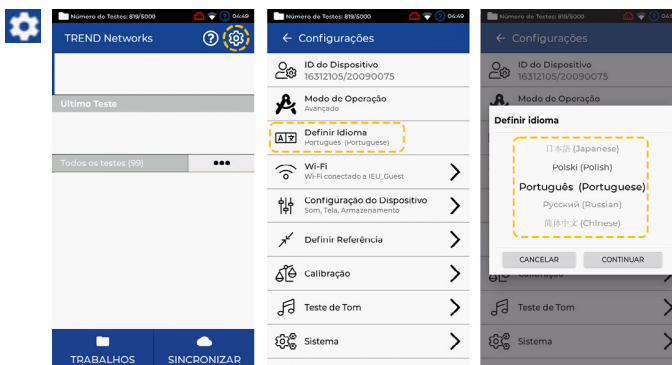 Número de Testes: 819/5000 04:49
TREND Networks
Último Teste
Todos os testes (99)
TRABALHOS
SINCRONIZAR
Número de Testes: 819/5000 04:49
Configurações
ID do Dispositivo
16312105/20090075
Modo de Operação
Avançado
Definir Idioma
Português (Portuguese)
Wi-Fi
Wi-Fi conectado a IEU_Guest
Configuração do Dispositivo
Som, Tela, Armazenamento
Definir Referência
Calibração
Teste de Tom
Sistema
Número de Testes: 819/5000
Configurações
ID do Dispositivo
16312105/20090075
Modo de Operação
Definir idioma
日本語 (Japanese)
Polski (Polish)
Português (Portuguese)
Русский (Russian)
简体中文 (Chinese)
CANCELAR
CONTINUAR
Calibração
Teste de Tom
Sistema